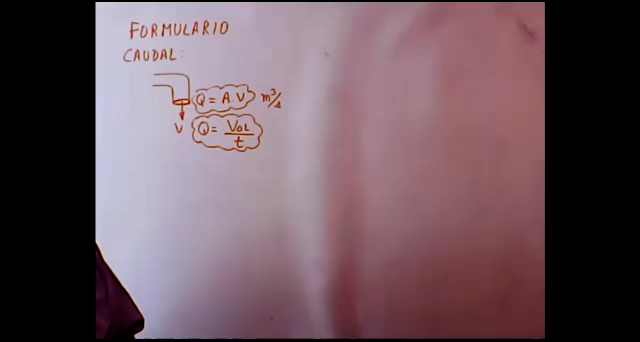 FORMULARIO
CAUDAL:
Q = A.V m³/s
V
Q = VOL/t